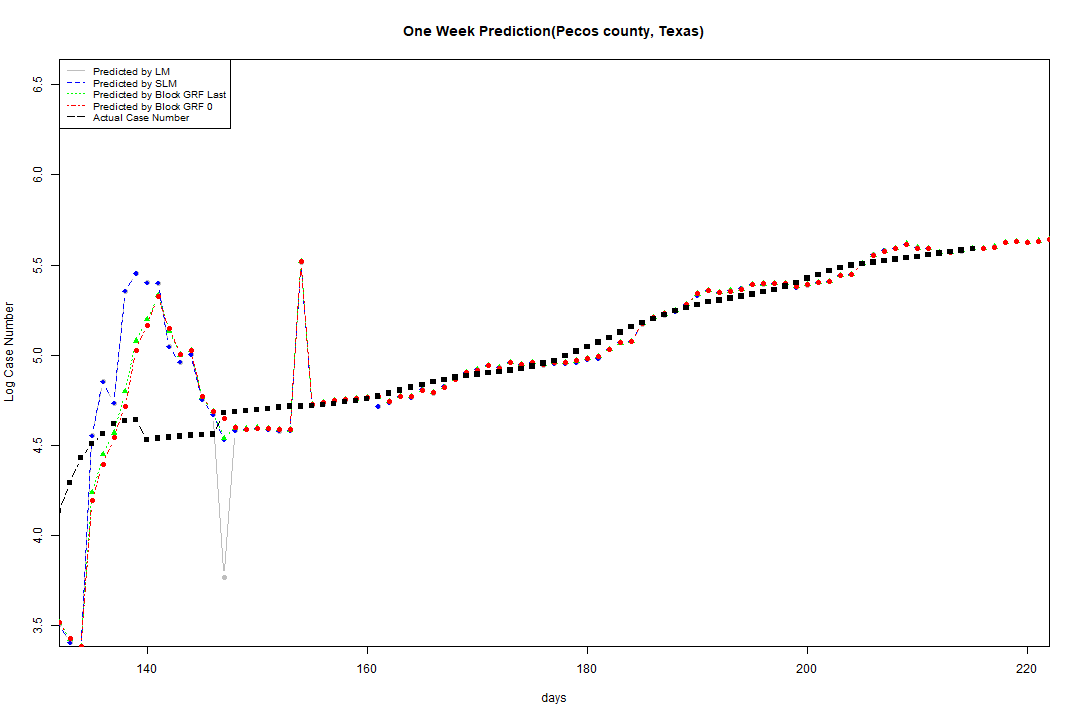 One Week Prediction(Pecos county, Texas)
Predicted by LM
Predicted by SLM
Predicted by Block GRF Last
Predicted by Block GRF 0
Actual Case Number
6.5
6.0
5.5
5.0
4.5
4.0
3.5
Log Case Number
140 160 180 200 220
days